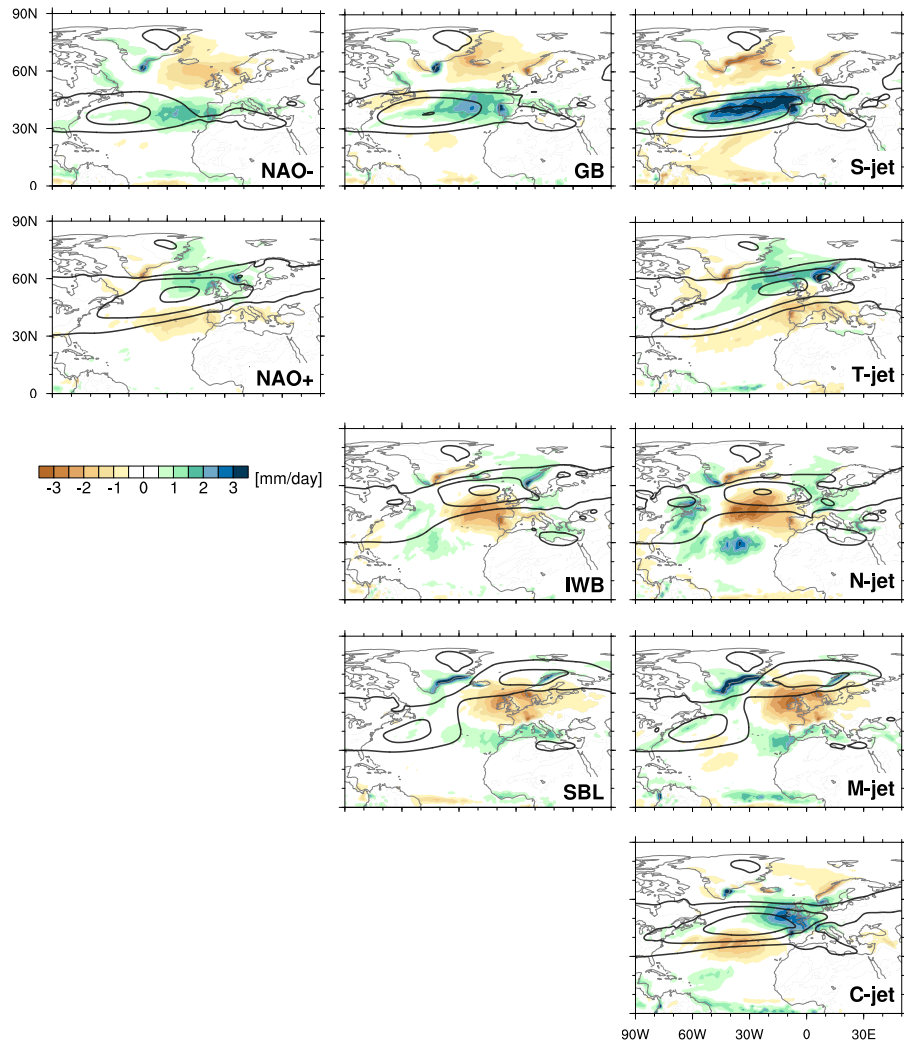 90N
60N
30N
0
NAO-
GB
S-jet
90N
60N
30N
0
NAO+
T-jet
-3 -2 -1 0 1 2 3 [mm/day]
IWB
N-jet
SBL
M-jet
C-jet
90W 60W 30W 0 30E